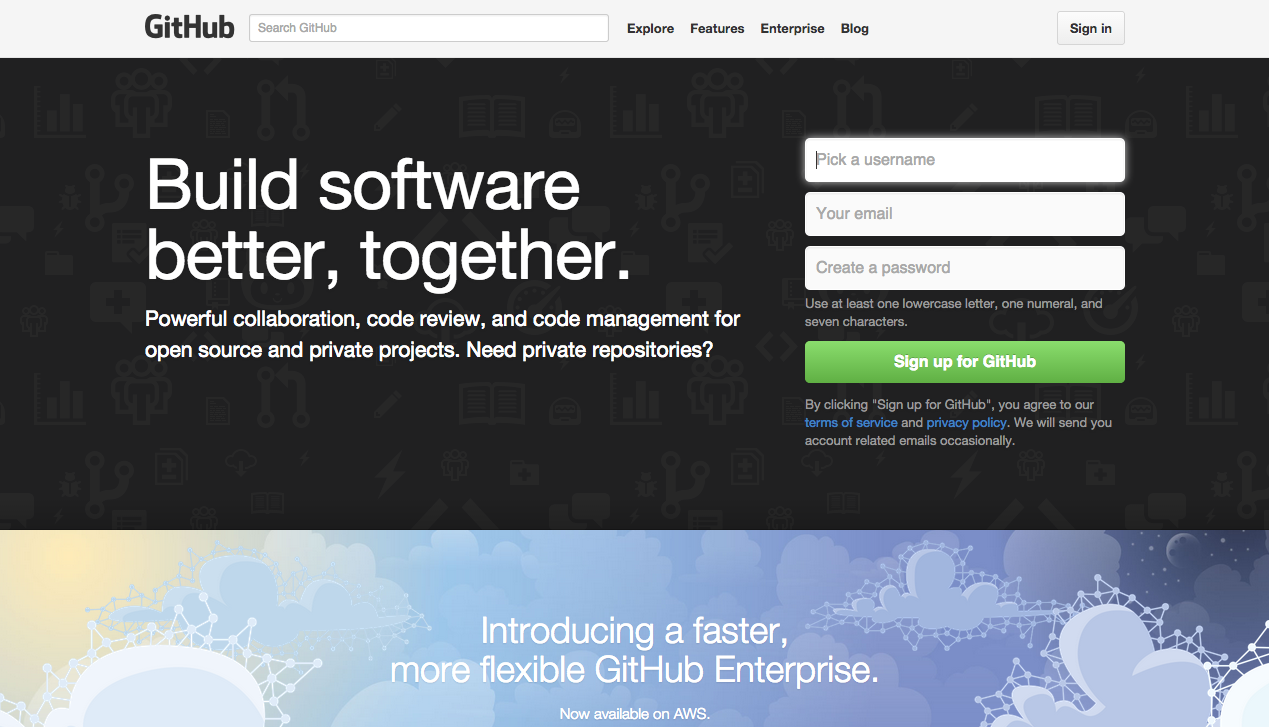 GitHub
Search GitHub
Explore
Features
Enterprise
Blog
Sign in
Build software
better, together.
Powerful collaboration, code review, and code management for
open source and private projects. Need private repositories?
Pick a username
Your email
Create a password
Use at least one lowercase letter, one numeral, and
seven characters.
Sign up for GitHub
By clicking "Sign up for GitHub", you agree to our
terms of service and privacy policy. We will send you
account related emails occasionally.
Introducing a faster,
more flexible GitHub Enterprise.
Now available on AWS.